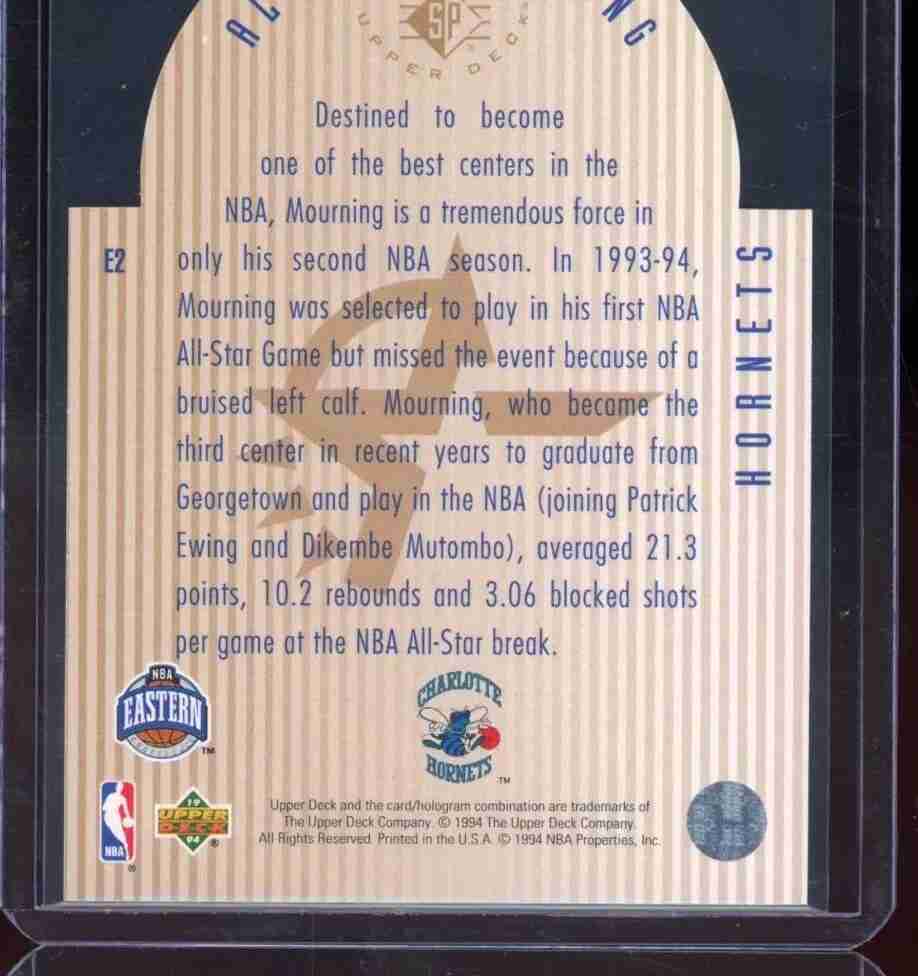 AL
NG
SP
UPPER DECK
Destined to become
one of the best centers in the
NBA, Mourning is a tremendous force in
E2
only his second NBA season. In 1993-94,
Mourning was selected to play in his first NBA
All-Star Game but missed the event because of a
bruised left calf. Mourning, who became the
third center in recent years to graduate from
Georgetown and play in the NBA (joining Patrick
Ewing and Dikembe Mutombo), averaged 21.3
points, 10.2 rebounds and 3.06 blocked shots
per game at the NBA All-Star break.
HORNETS
NBA
EASTERN
TM
CHARLOTTE
HORNETS
TM
NBA
®
19
UPPER
DECK
94
®
Upper Deck and the card/hologram combination are trademarks of
The Upper Deck Company. © 1994 The Upper Deck Company.
All Rights Reserved. Printed in the U.S.A. © 1994 NBA Properties, Inc.